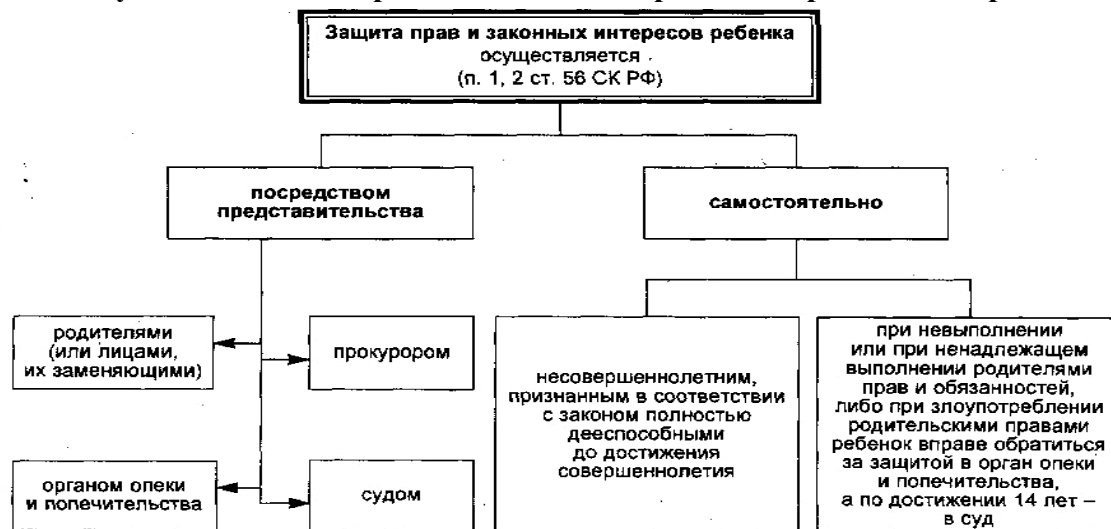 Защита прав и законных интересов ребенка
осуществляется
(п. 1, 2 ст. 56 СК РФ)
посредством
представительства
самостоятельно
родителями
(или лицами,
их заменяющими)
прокурором
органом опеки
и попечительства
судом
несовершеннолетним,
признанным в соответствии
с законом полностью
дееспособными
до достижения
совершеннолетия
при невыполнении
или при ненадлежащем
выполнении родителями
прав и обязанностей,
либо при злоупотреблении
родительскими правами
ребенок вправе обратиться
за защитой в орган опеки
и попечительства,
а по достижении 14 лет –
в суд